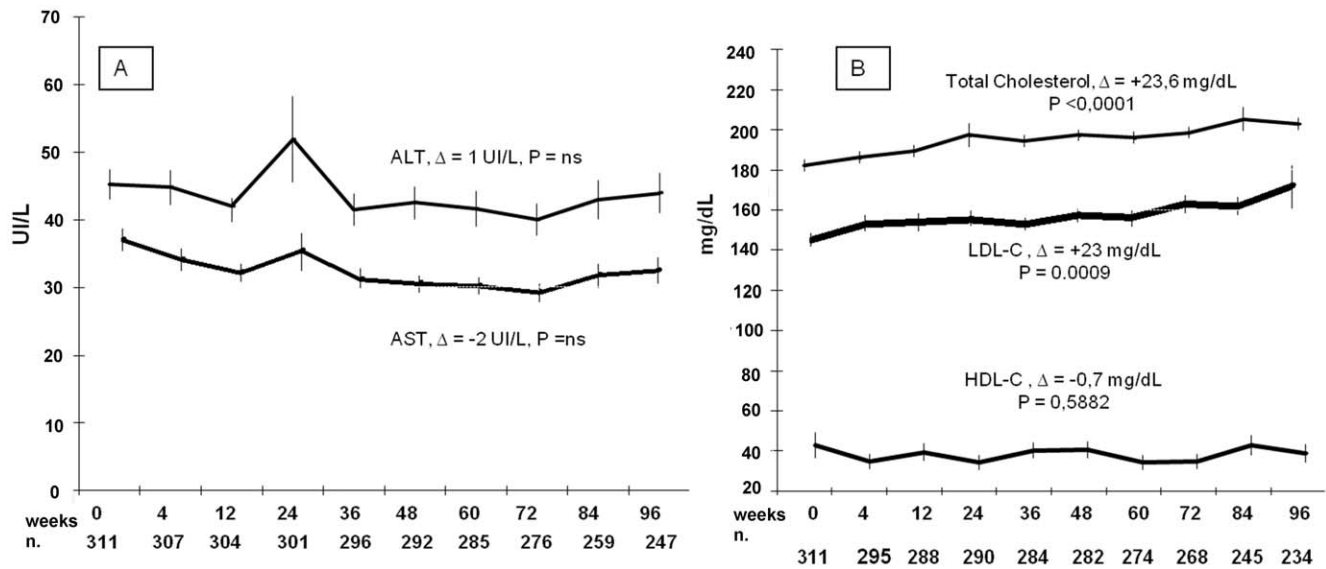 70
60
50
40
30
20
10
0
UI/L
A
ALT, Δ = 1 UI/L, P = ns
AST, Δ = -2 UI/L, P =ns
weeks 0 4 12 24 36 48 60 72 84 96
n. 311 307 304 301 296 292 285 276 259 247
240
220
200
180
160
140
120
100
80
60
40
20
mg/dL
B
Total Cholesterol, Δ = +23,6 mg/dL
P <0,0001
LDL-C, Δ = +23 mg/dL
P = 0.0009
HDL-C , Δ = -0,7 mg/dL
P = 0,5882
weeks 0 4 12 24 36 48 60 72 84 96
n.
311 295 288 290 284 282 274 268 245 234